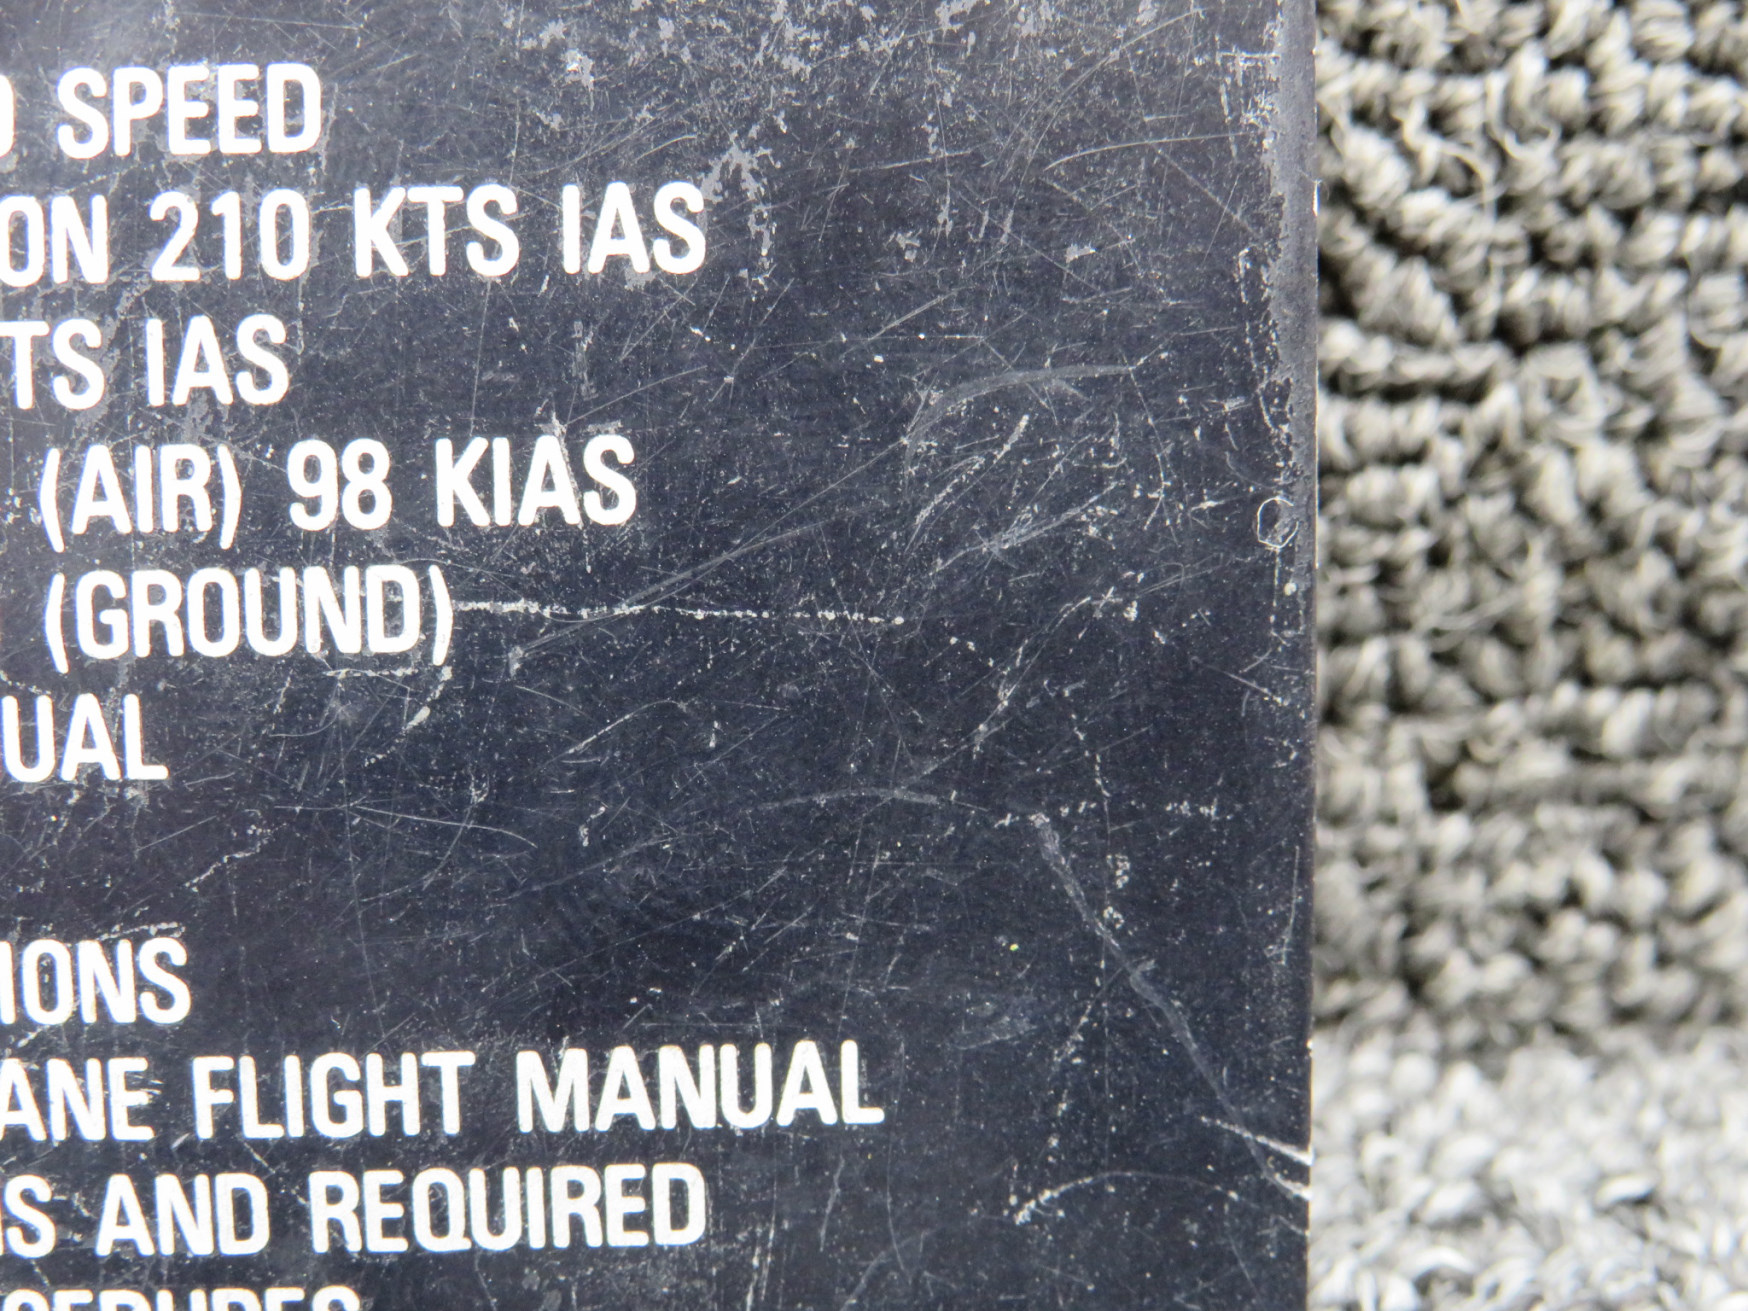 SPEED
ON 210 KTS IAS
TS IAS
(AIR) 98 KIAS
(GROUND)
UAL
IONS
ANE FLIGHT MANUAL
S AND REQUIRED